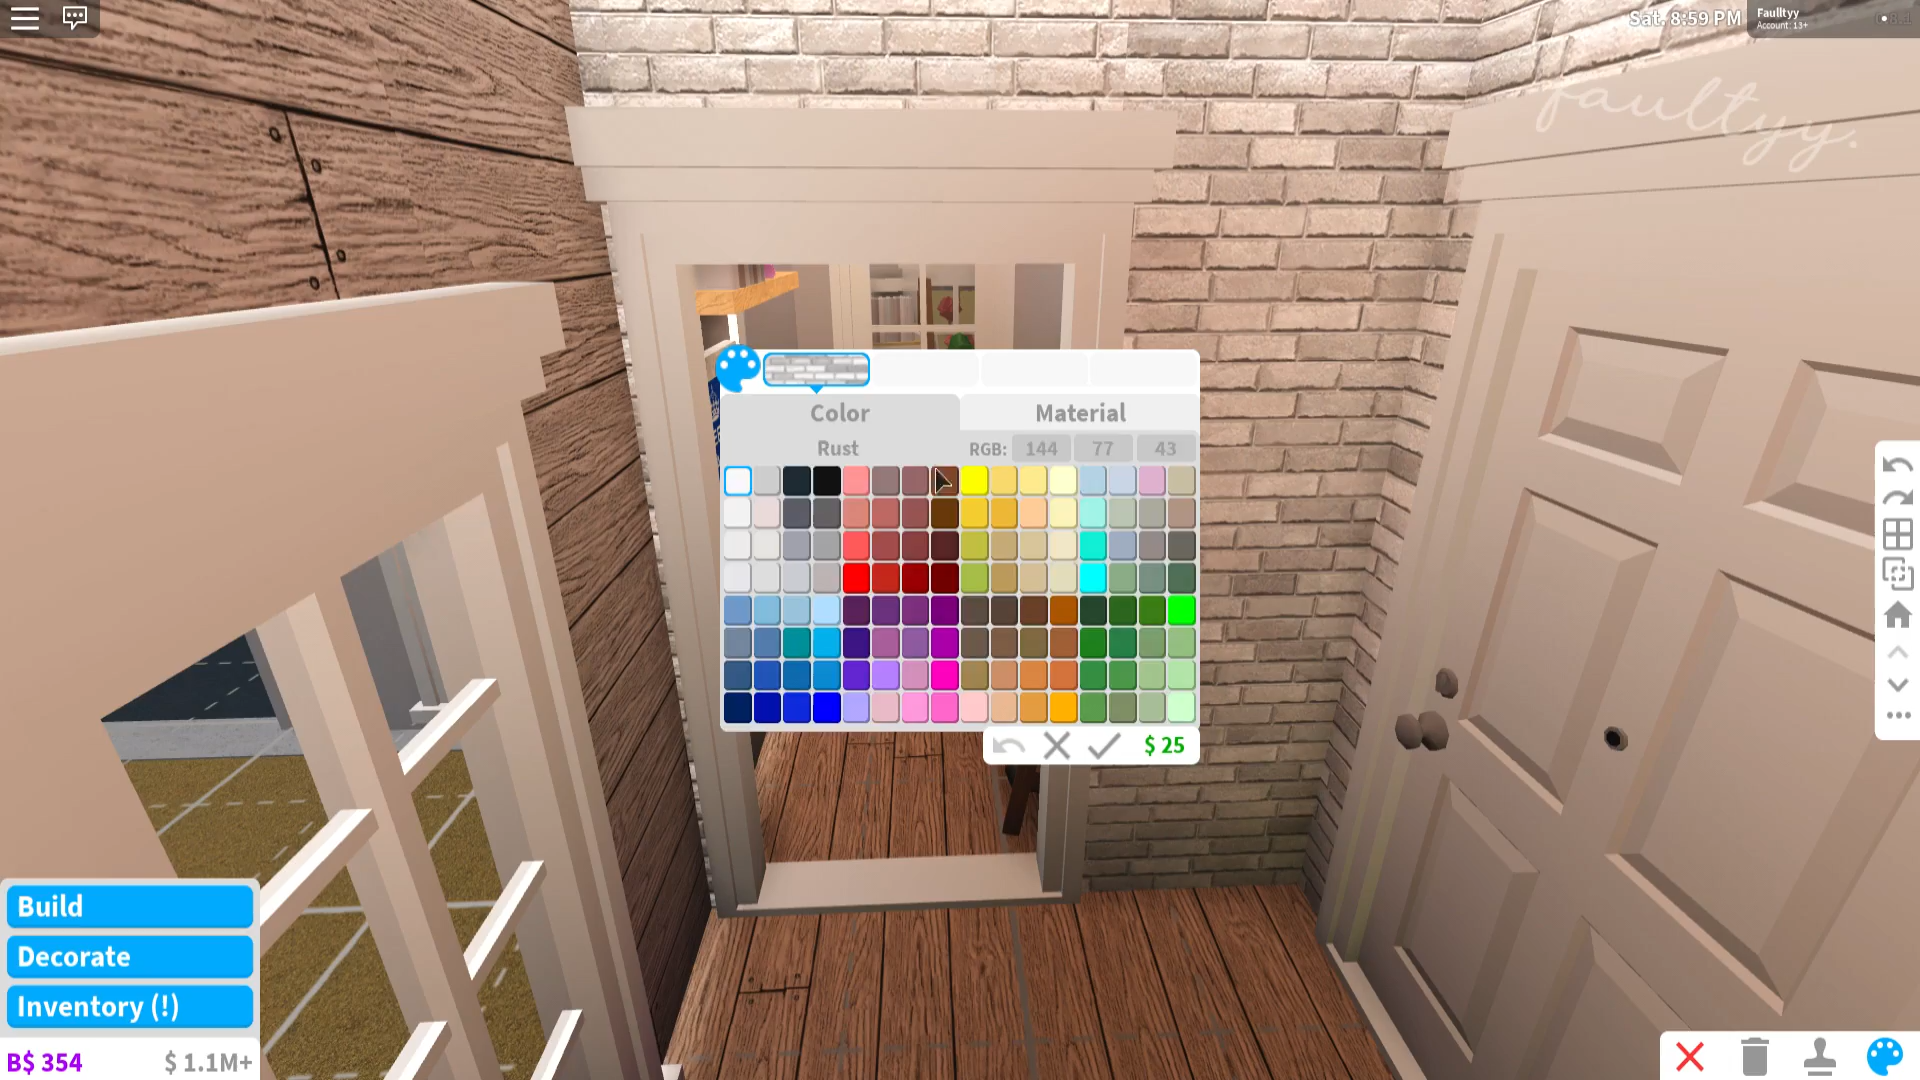 Sat. 8:59 PM
Faulltyy
Account: 13+
faultyy.
Color
Material
Rust
RGB: 144 77 43
$ 25
Build
Decorate
Inventory (!)
B$ 354
$ 1.1M+